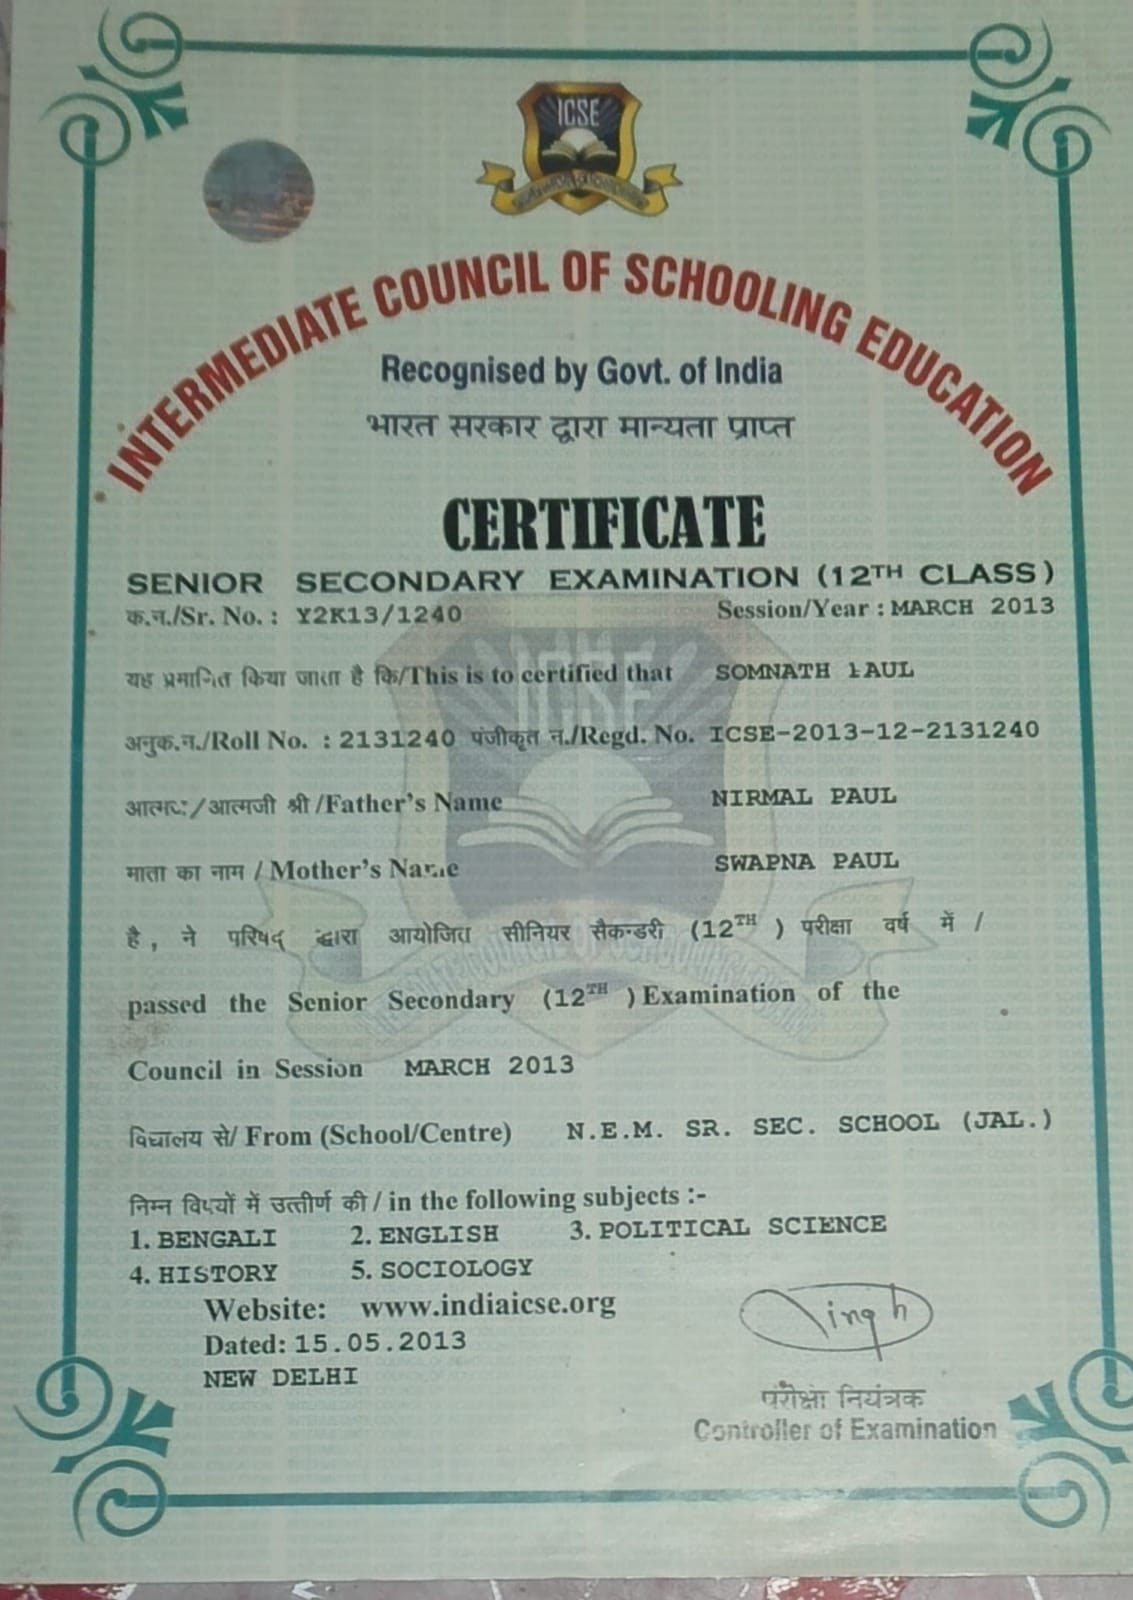 ICSE
INTERMEDIATE COUNCIL OF SCHOOLING EDUCATION
Recognised by Govt. of India
भारत सरकार द्वारा मान्यता प्राप्त
CERTIFICATE
SENIOR SECONDARY EXAMINATION (12TH CLASS)
क.न./Sr. No. : Y2K13/1240 Session/Year : MARCH 2013
यह प्रमाणित किया जाता है कि/This is to certified that SOMNATH PAUL
अनुक.न./Roll No. : 2131240 पंजीकृत न./Regd. No. ICSE-2013-12-2131240
आत्मजी श्री /Father's Name NIRMAL PAUL
माता का नाम / Mother's Name SWAPNA PAUL
है , ने परिषद् द्वारा आयोजित सीनियर सैकन्डरी (12TH ) परीक्षा वर्ष में /
passed the Senior Secondary (12TH ) Examination of the
Council in Session MARCH 2013
विद्यालय से/ From (School/Centre) N.E.M. SR. SEC. SCHOOL (JAL.)
निम्न विषयों में उत्तीर्ण की / in the following subjects :-
1. BENGALI 2. ENGLISH 3. POLITICAL SCIENCE
4. HISTORY 5. SOCIOLOGY
Website: www.indiaicse.org
Dated: 15.05.2013
NEW DELHI
Singh
परीक्षा नियंत्रक
Controller of Examination